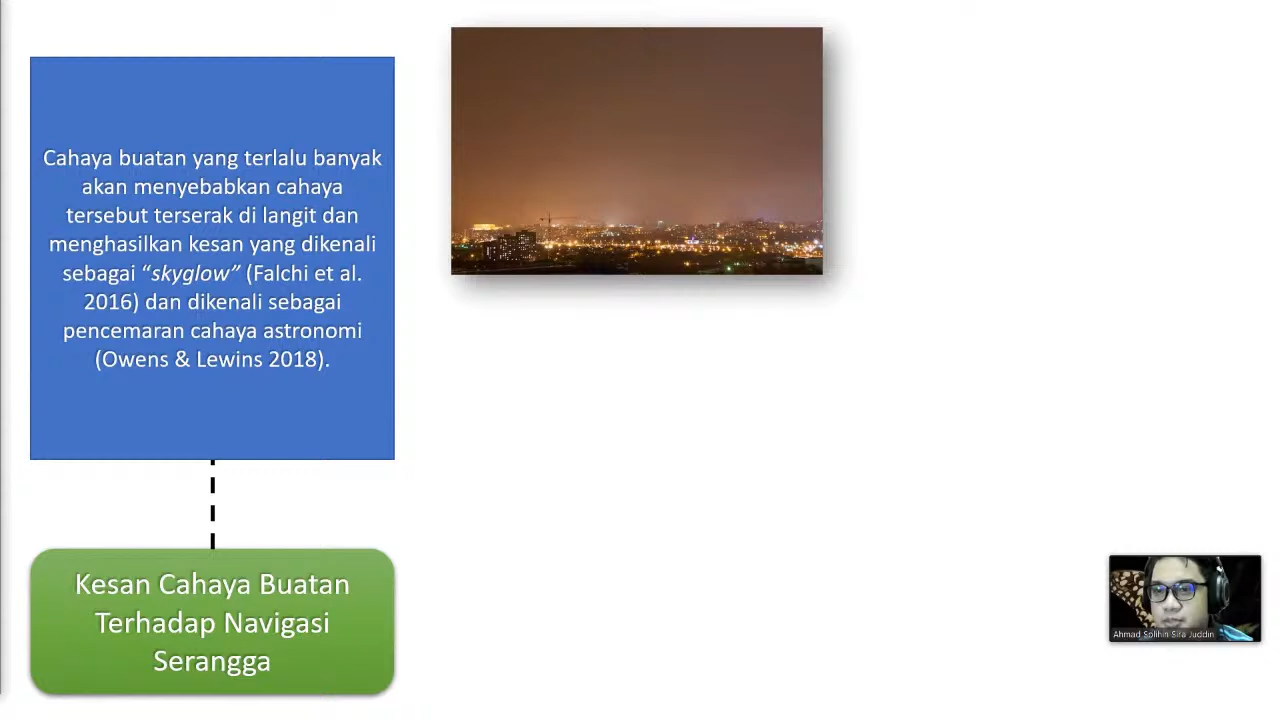 Cahaya buatan yang terlalu banyak
akan menyebabkan cahaya
tersebut terserak di langit dan
menghasilkan kesan yang dikenali
sebagai “skyglow” (Falchi et al.
2016) dan dikenali sebagai
pencemaran cahaya astronomi
(Owens & Lewins 2018).
Kesan Cahaya Buatan
Terhadap Navigasi
Serangga
Ahmad Solihin Sira Juddin